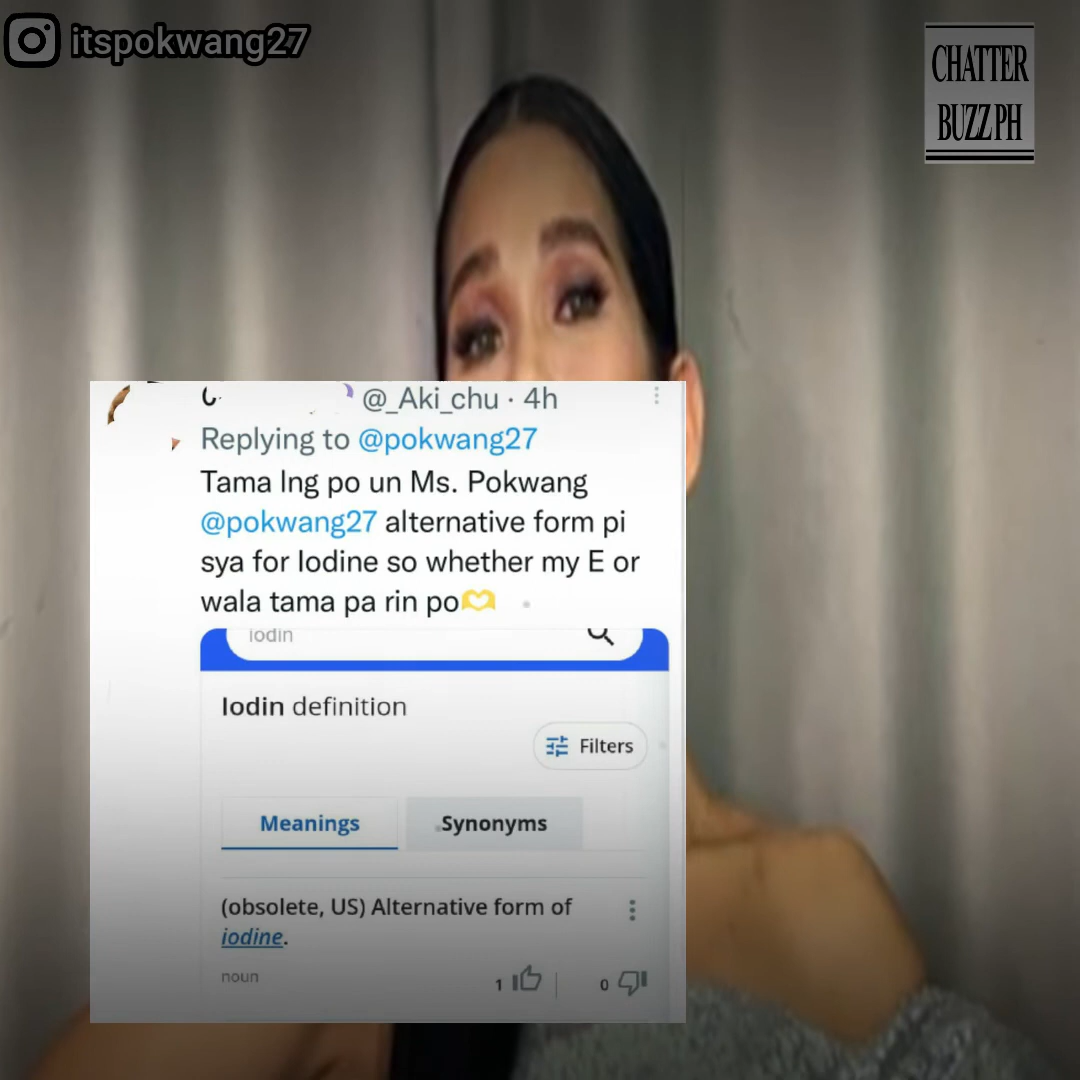 itspokwang27
CHATTER
BUZZ PH
@_Aki_chu · 4h
Replying to @pokwang27
Tama lng po un Ms. Pokwang
@pokwang27 alternative form pi
sya for Iodine so whether my E or
wala tama pa rin po🫶
iodin
Iodin definition
Filters
Meanings
Synonyms
(obsolete, US) Alternative form of
iodine.
noun
1
0